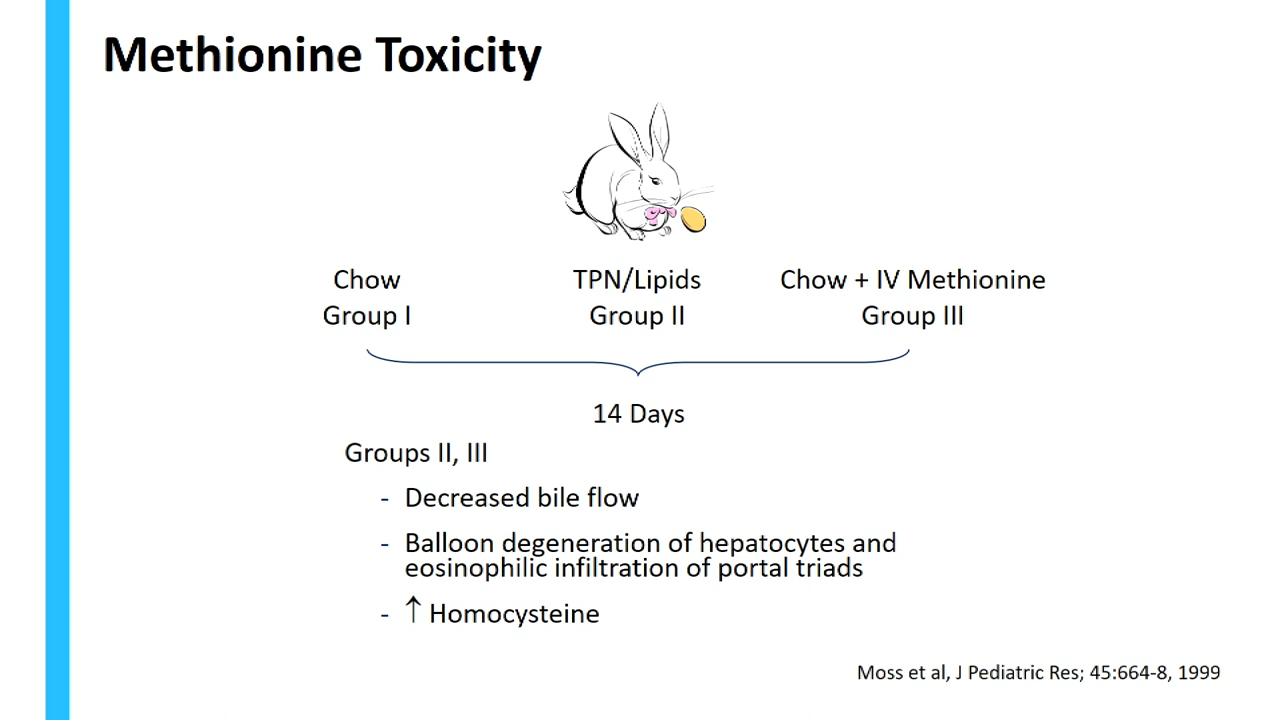 Methionine Toxicity
Chow
Group I
TPN/Lipids
Group II
Chow + IV Methionine
Group III
14 Days
Groups II, III
- Decreased bile flow
- Balloon degeneration of hepatocytes and
eosinophilic infiltration of portal triads
- ↑ Homocysteine
Moss et al, J Pediatric Res; 45:664-8, 1999